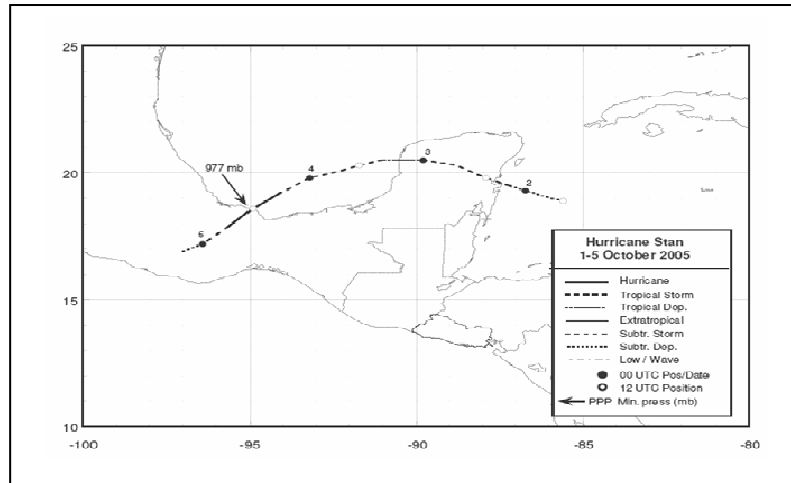 25
20
15
10
-100
-95
-90
-85
-80
977 mb
5
4
3
2
Hurricane Stan
1-5 October 2005
Hurricane
Tropical Storm
Tropical Dep.
Extratropical
Subtr. Storm
Subtr. Dep.
Low / Wave
00 UTC Pos/Date
12 UTC Position
PPP Min. press (mb)